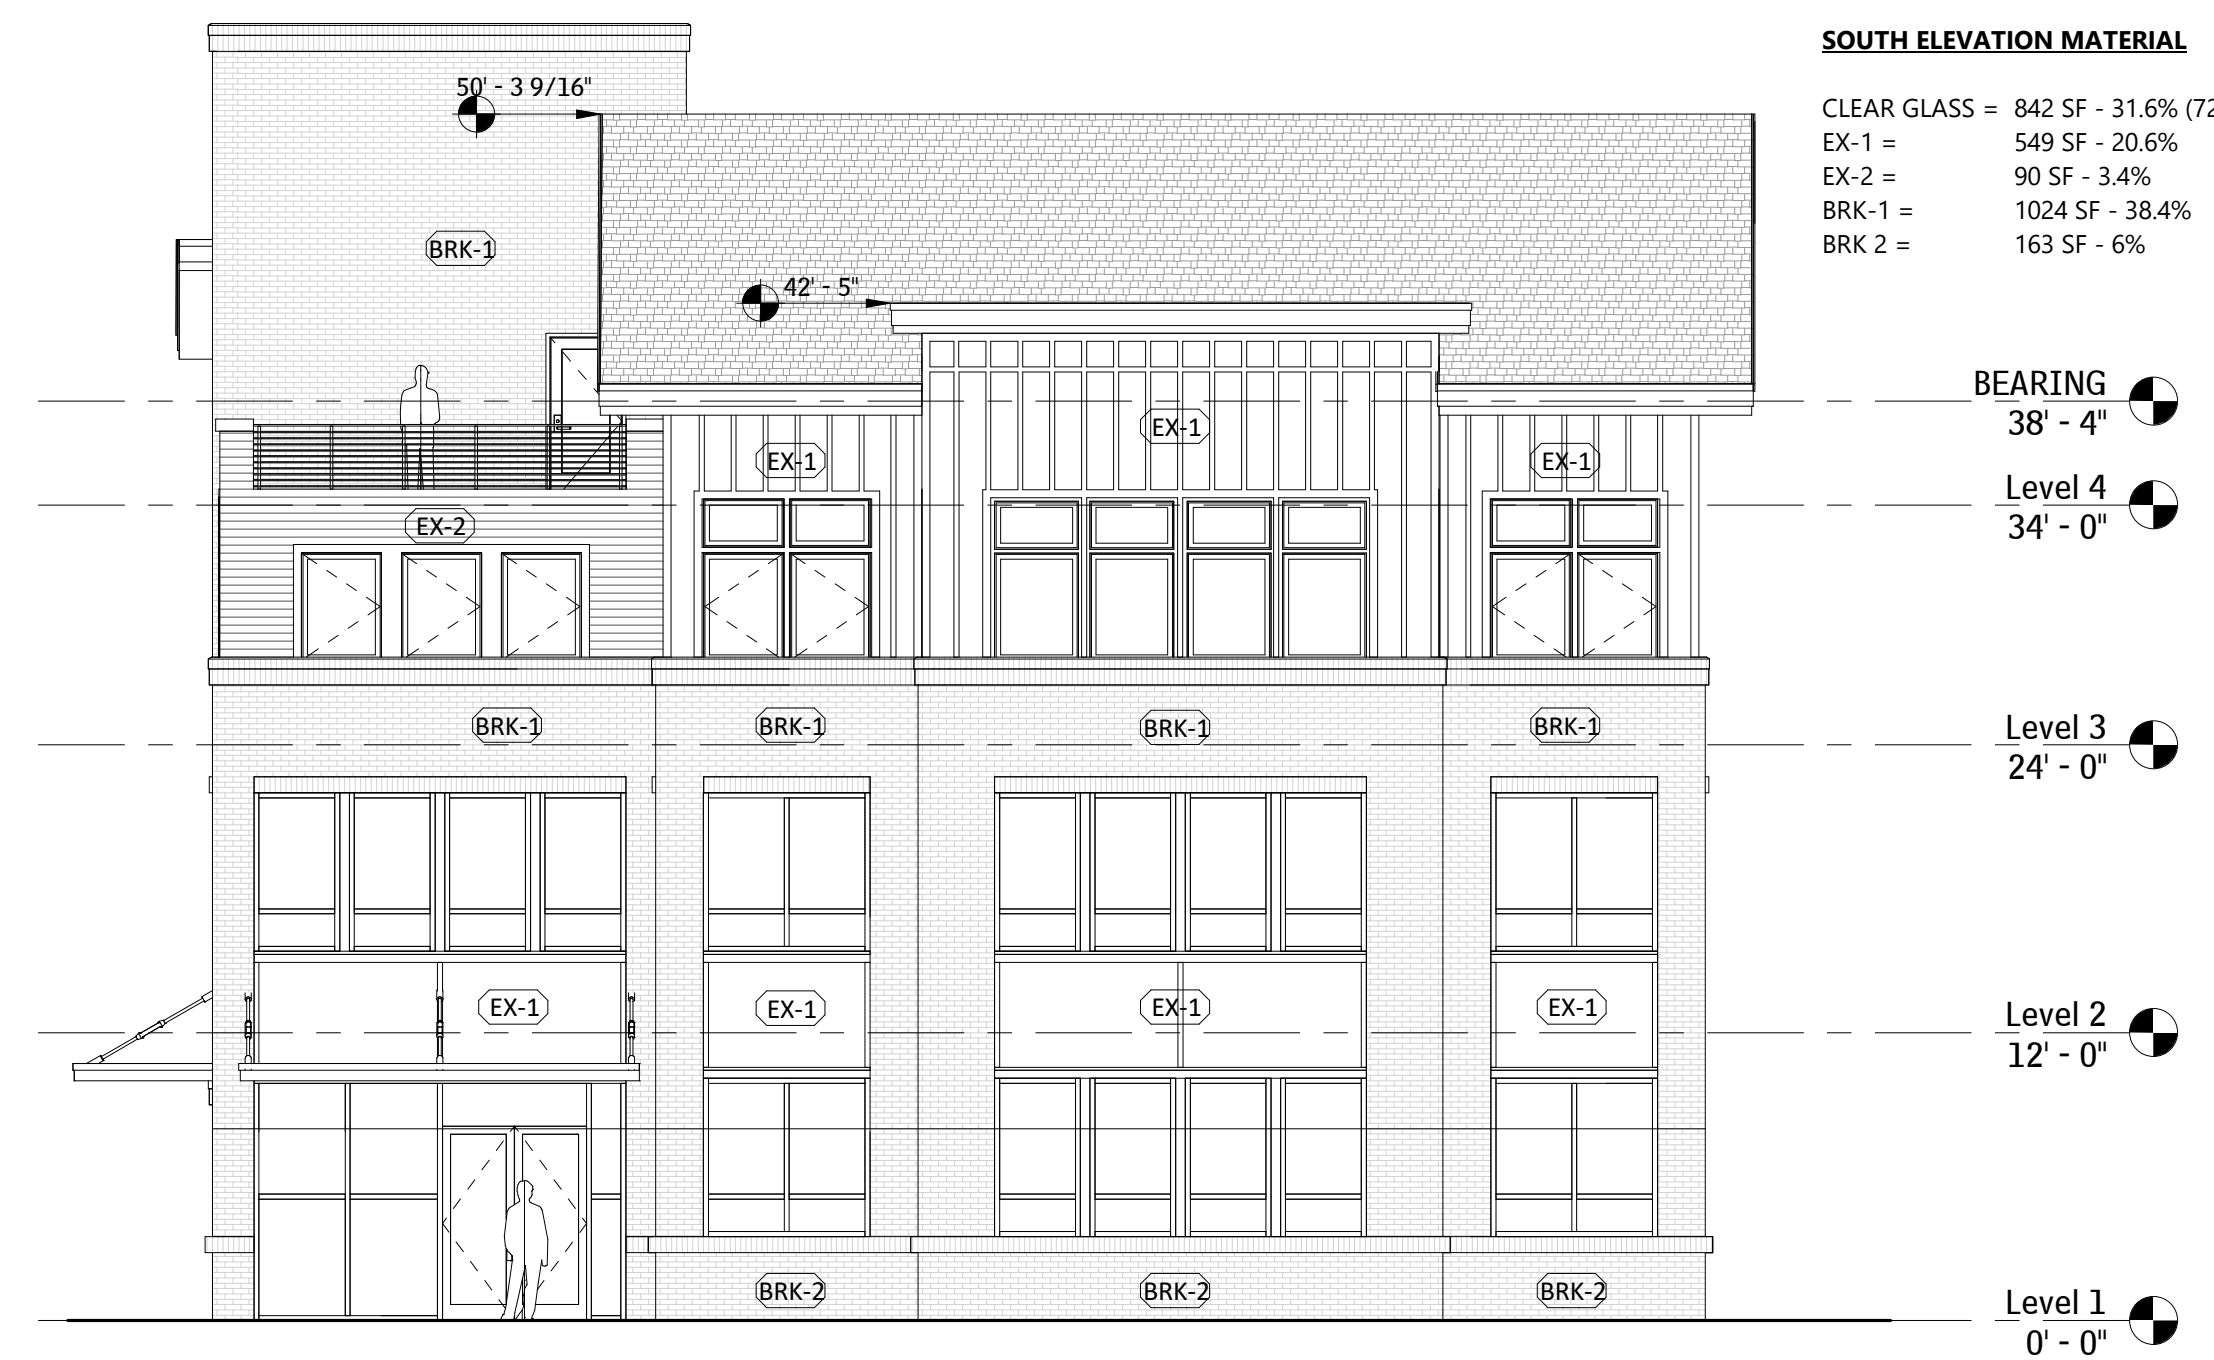 SOUTH ELEVATION MATERIAL
CLEAR GLASS = 842 SF - 31.6% (72
EX-1 = 549 SF - 20.6%
EX-2 = 90 SF - 3.4%
BRK-1 = 1024 SF - 38.4%
BRK 2 = 163 SF - 6%
50' - 3 9/16"
BRK-1
42' - 5"
BEARING
38' - 4"
EX-1
EX-1
EX-1
Level 4
34' - 0"
EX-2
BRK-1
BRK-1
BRK-1
BRK-1
Level 3
24' - 0"
EX-1
EX-1
EX-1
EX-1
Level 2
12' - 0"
BRK-2
BRK-2
BRK-2
Level 1
0' - 0"